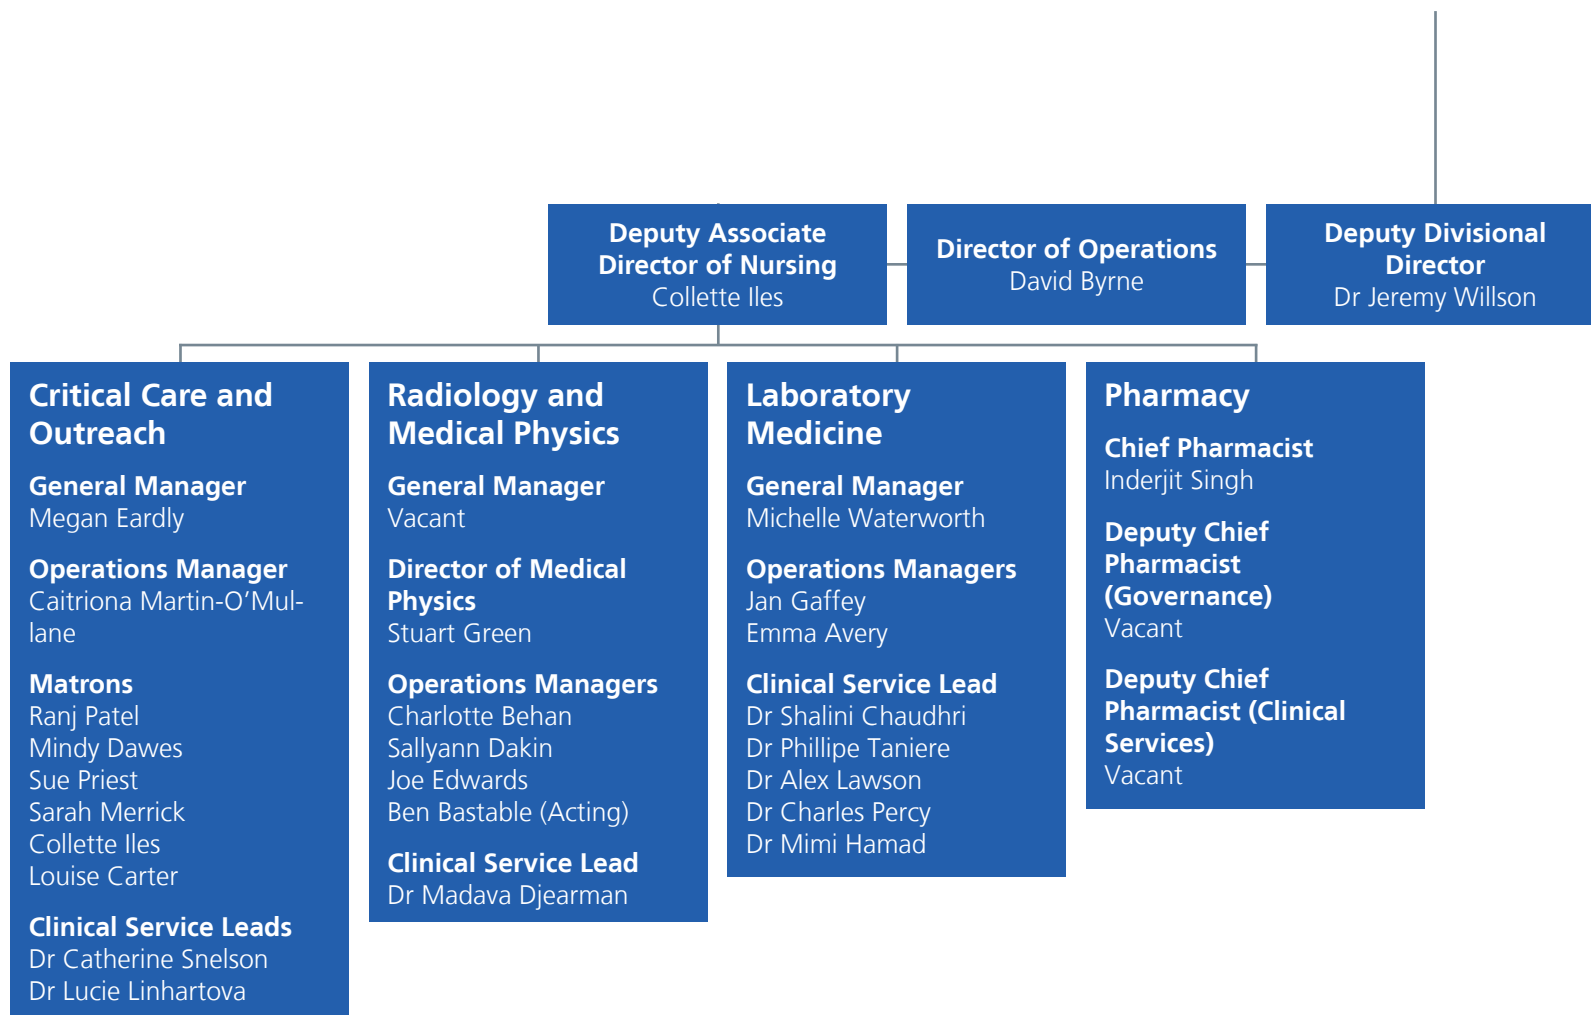 Deputy Associate
Director of Nursing
Collette Iles
Director of Operations
David Byrne
Deputy Divisional
Director
Dr Jeremy Willson
Critical Care and
Outreach
General Manager
Megan Eardly
Operations Manager
Caitriona Martin-O’Mul-
lane
Matrons
Ranj Patel
Mindy Dawes
Sue Priest
Sarah Merrick
Collette Iles
Louise Carter
Clinical Service Leads
Dr Catherine Snelson
Dr Lucie Linhartova
Radiology and
Medical Physics
General Manager
Vacant
Director of Medical
Physics
Stuart Green
Operations Managers
Charlotte Behan
Sallyann Dakin
Joe Edwards
Ben Bastable (Acting)
Clinical Service Lead
Dr Madava Djearman
Laboratory
Medicine
General Manager
Michelle Waterworth
Operations Managers
Jan Gaffey
Emma Avery
Clinical Service Lead
Dr Shalini Chaudhri
Dr Phillipe Taniere
Dr Alex Lawson
Dr Charles Percy
Dr Mimi Hamad
Pharmacy
Chief Pharmacist
Inderjit Singh
Deputy Chief
Pharmacist
(Governance)
Vacant
Deputy Chief
Pharmacist (Clinical
Services)
Vacant